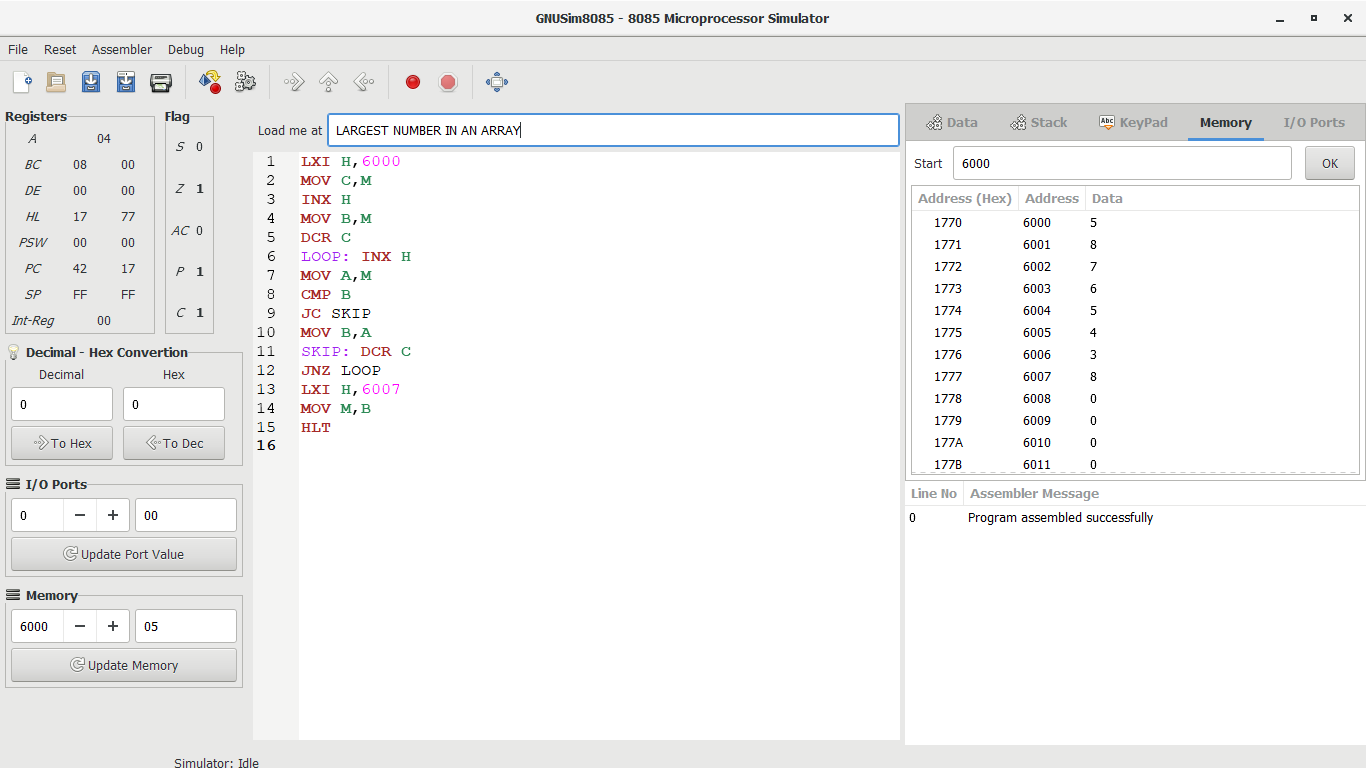 GNUSim8085 - 8085 Microprocessor Simulator
File Reset Assembler Debug Help
Registers
A 04
BC 08 00
DE 00 00
HL 17 77
PSW 00 00
PC 42 17
SP FF FF
Int-Reg 00
Flag
S 0
Z 1
AC 0
P 1
C 1
Decimal - Hex Convertion
Decimal Hex
0 0
To Hex To Dec
I/O Ports
0 − + 00
Update Port Value
Memory
6000 − + 05
Update Memory
Load me at LARGEST NUMBER IN AN ARRAY
1 LXI H,6000
2 MOV C,M
3 INX H
4 MOV B,M
5 DCR C
6 LOOP: INX H
7 MOV A,M
8 CMP B
9 JC SKIP
10 MOV B,A
11 SKIP: DCR C
12 JNZ LOOP
13 LXI H,6007
14 MOV M,B
15 HLT
16
Data Stack Abc KeyPad Memory I/O Ports
Start 6000 OK
Address (Hex) Address Data
1770 6000 5
1771 6001 8
1772 6002 7
1773 6003 6
1774 6004 5
1775 6005 4
1776 6006 3
1777 6007 8
1778 6008 0
1779 6009 0
177A 6010 0
177B 6011 0
Line No Assembler Message
0 Program assembled successfully
Simulator: Idle